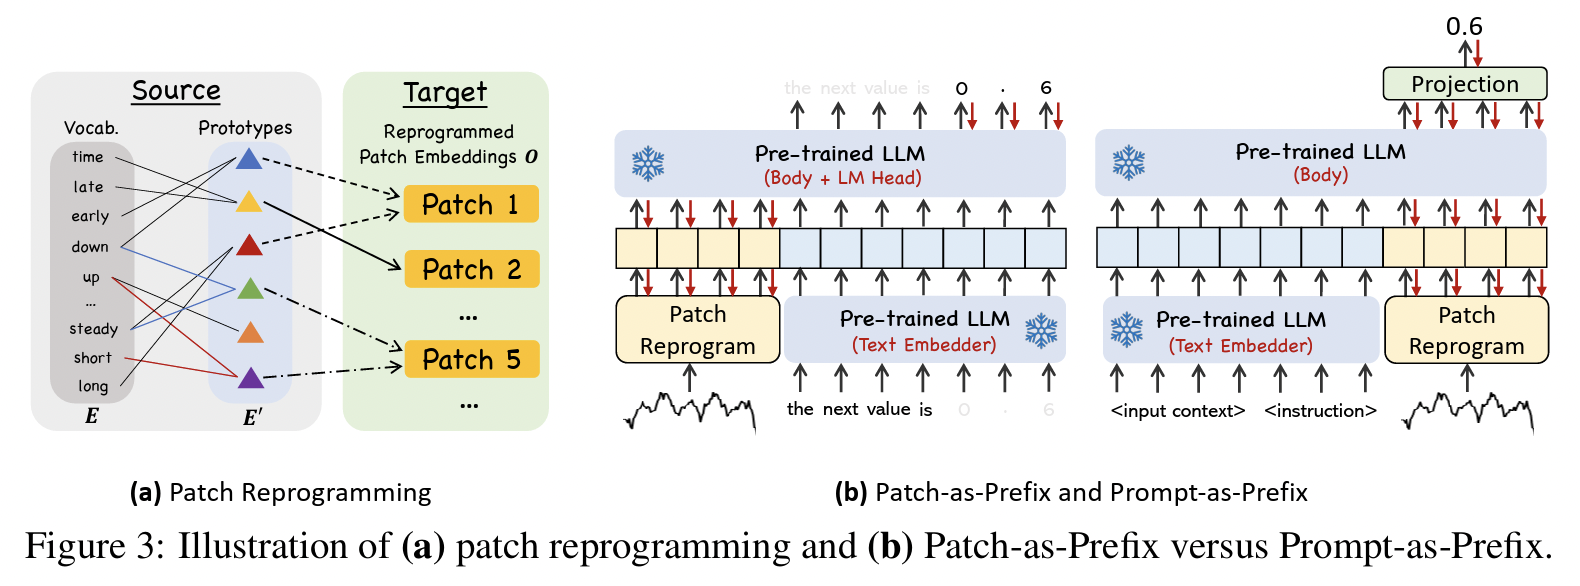 Source
Vocab.
Prototypes
time
late
early
down
up
...
steady
short
long
E
E'
Target
Reprogrammed
Patch Embeddings O
Patch 1
Patch 2
...
Patch 5
...
(a) Patch Reprogramming
the next value is 0 . 6
Pre-trained LLM
(Body + LM Head)
Patch
Reprogram
Pre-trained LLM
(Text Embedder)
the next value is 0 . 6
0.6
Projection
Pre-trained LLM
(Body)
Pre-trained LLM
(Text Embedder)
Patch
Reprogram
<input context> <instruction>
(b) Patch-as-Prefix and Prompt-as-Prefix
Figure 3: Illustration of (a) patch reprogramming and (b) Patch-as-Prefix versus Prompt-as-Prefix.